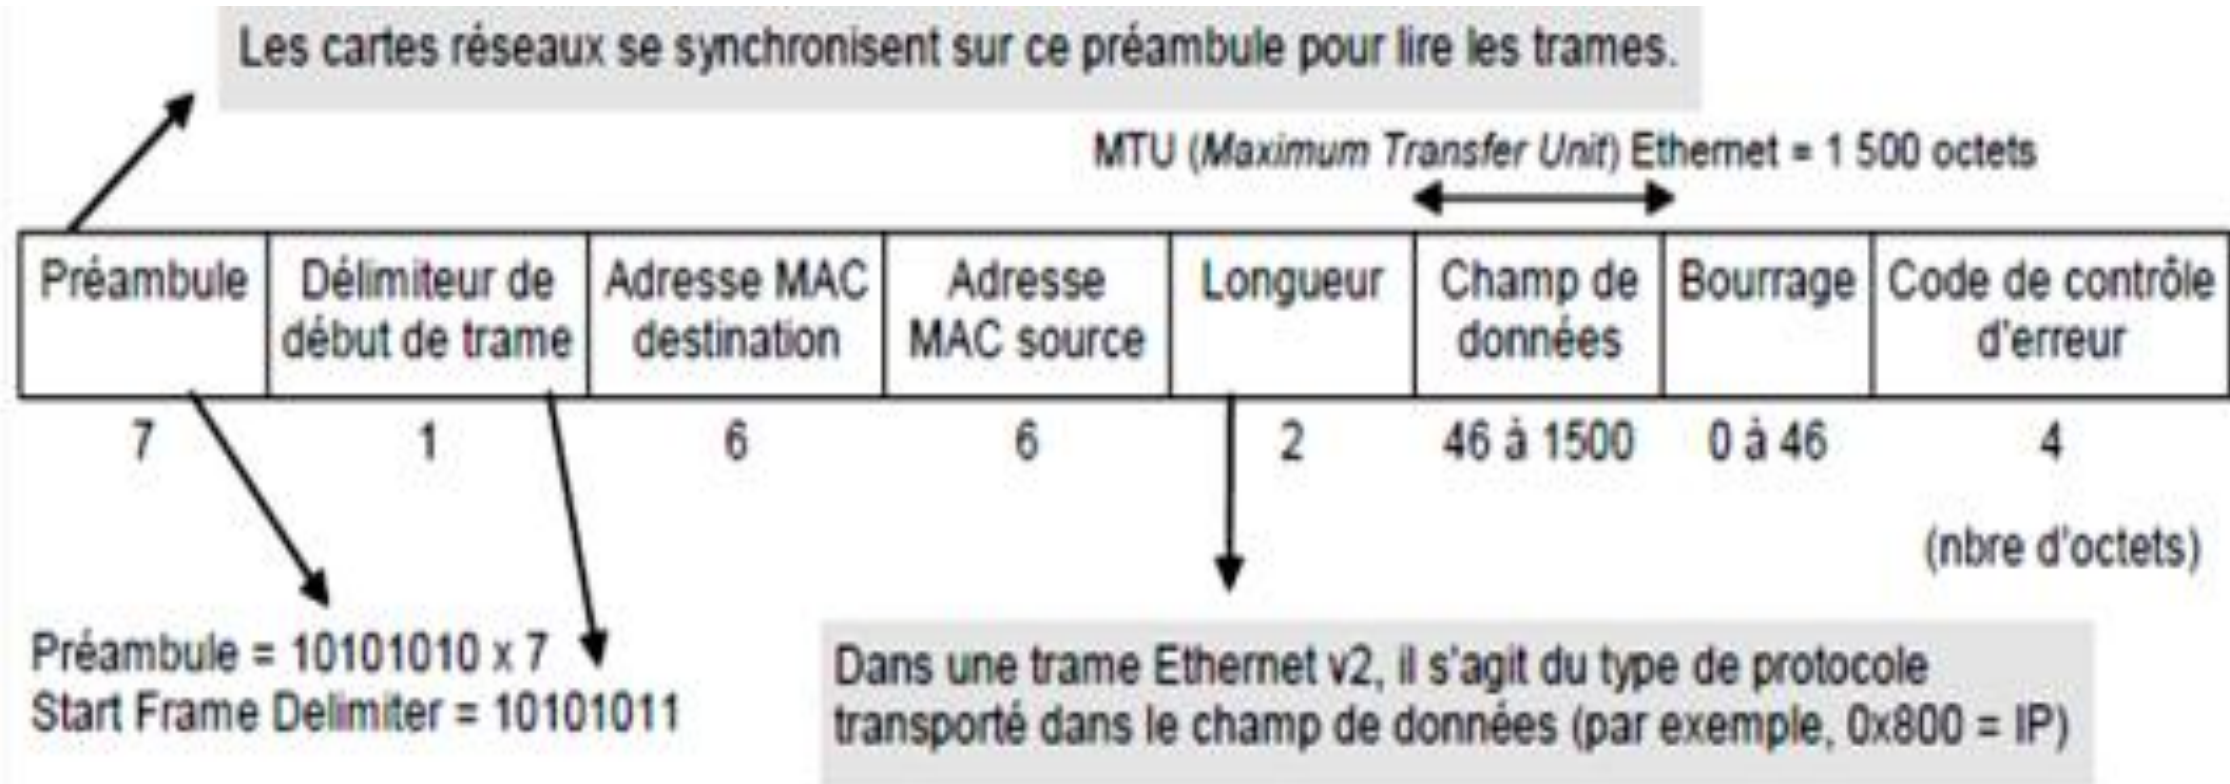 Les cartes réseaux se synchronisent sur ce préambule pour lire les trames.
MTU (Maximum Transfer Unit) Ethernet = 1 500 octets
Préambule
Délimiteur de
début de trame
Adresse MAC
destination
Adresse
MAC source
Longueur
Champ de
données
Bourrage
Code de contrôle
d'erreur
7
1
6
6
2
46 à 1500
0 à 46
4
(nbre d'octets)
Préambule = 10101010 x 7
Start Frame Delimiter = 10101011
Dans une trame Ethernet v2, il s'agit du type de protocole
transporté dans le champ de données (par exemple, 0x800 = IP)